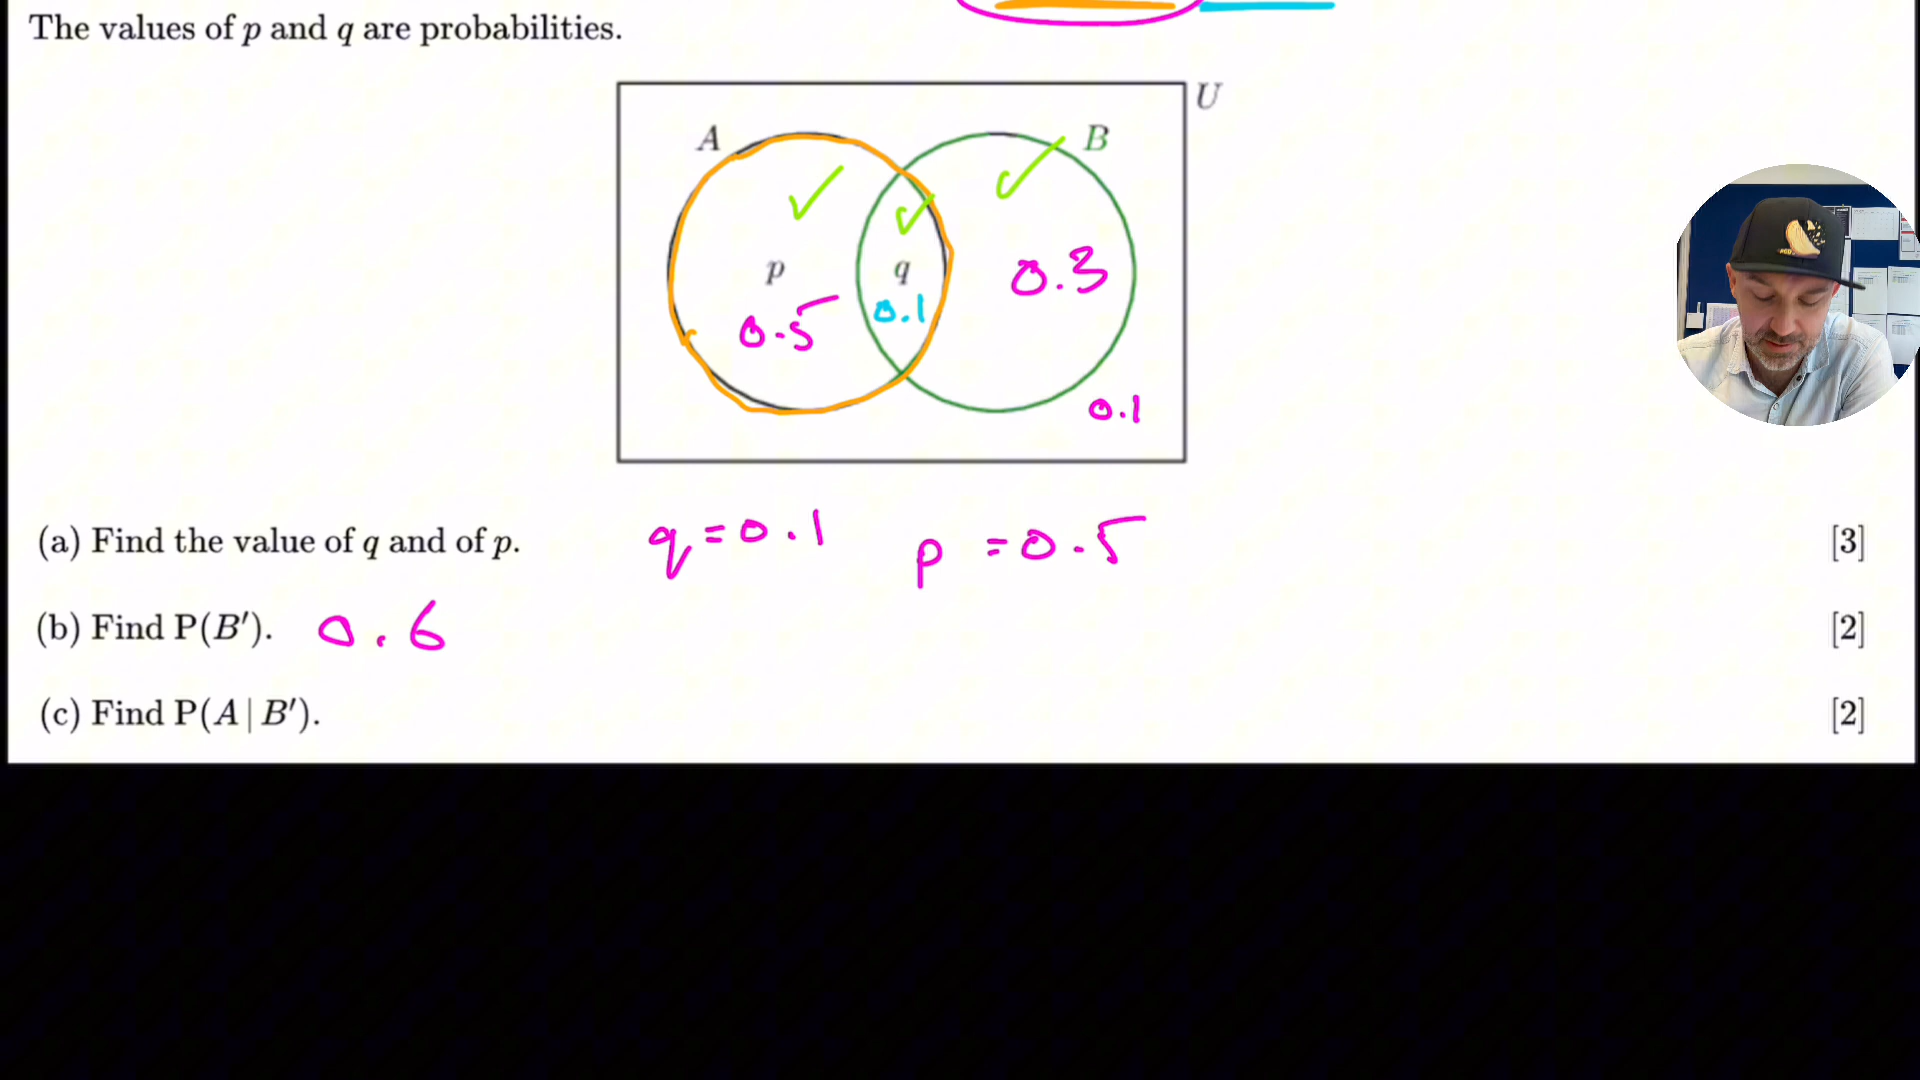 The values of p and q are probabilities.
U
A
B
p
q
0.3
0.5
0.1
0.1
(a) Find the value of q and of p.
q = 0.1
p = 0.5
[3]
(b) Find P(B′).
0.6
[2]
(c) Find P(A | B′).
[2]